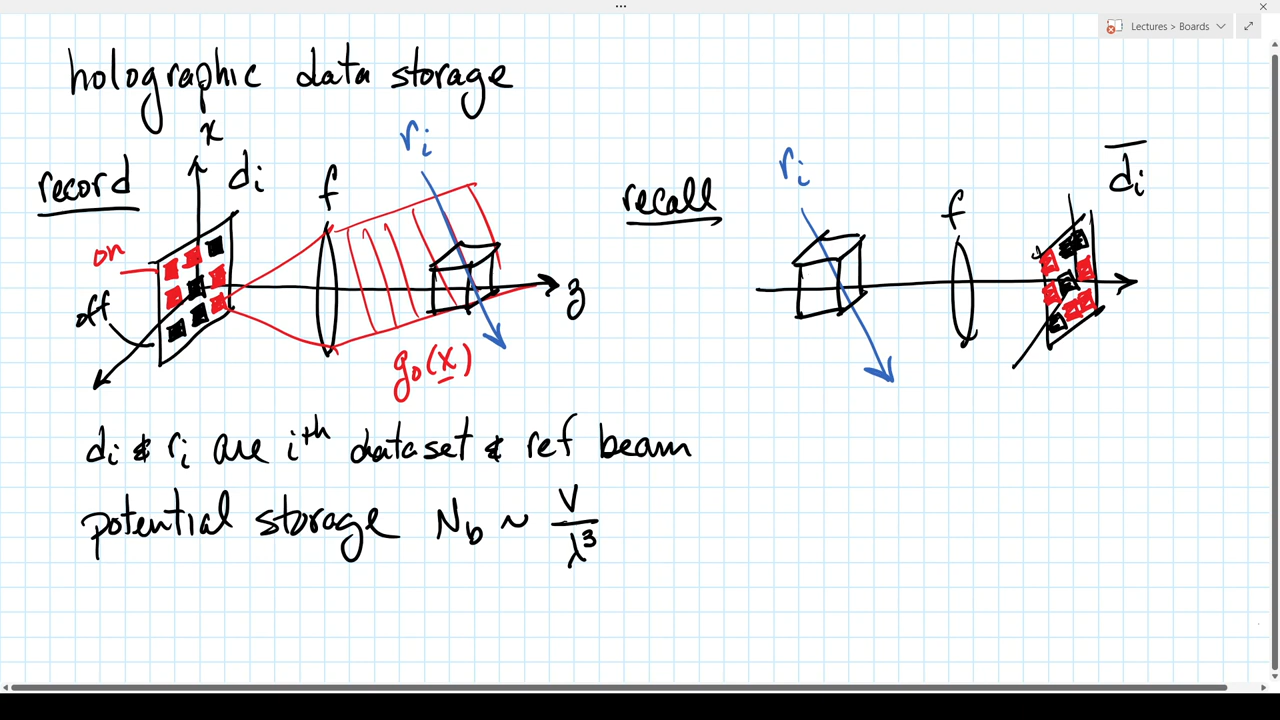 Lectures > Boards
holographic data storage
x
record
di
f
ri
on
off
z
g0(x)
recall
ri
f
di
di & ri are ith dataset & ref beam
potential storage Nb ~ V/λ³